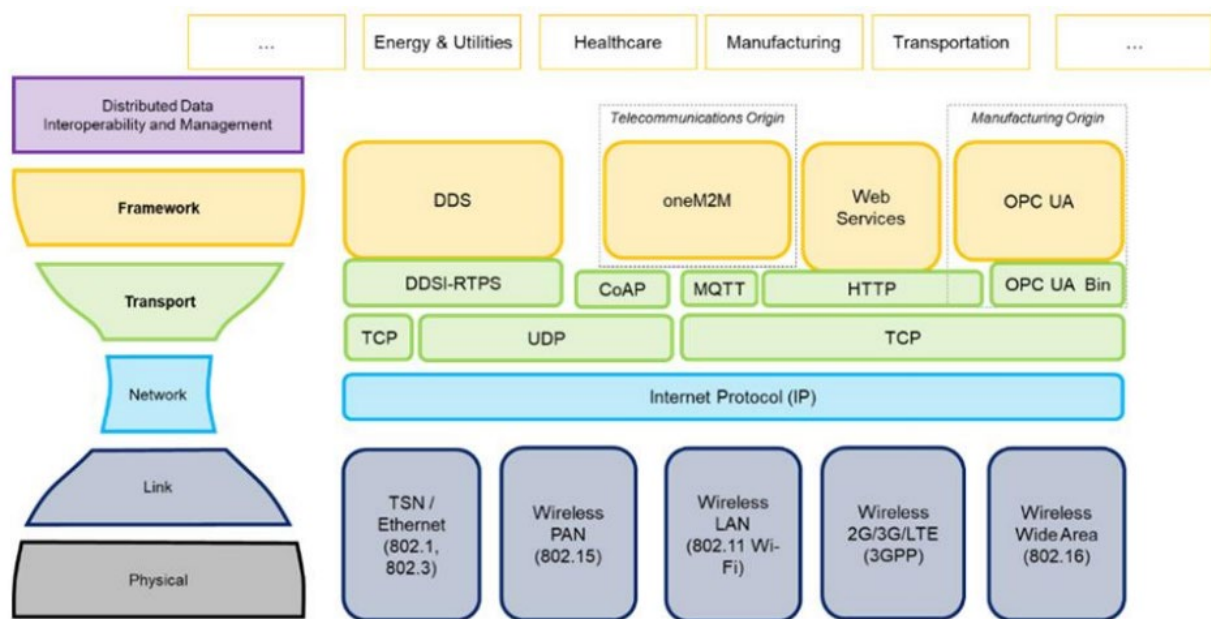 ...
Energy & Utilities
Healthcare
Manufacturing
Transportation
...
Distributed Data
Interoperability and Management
Telecommunications Origin
Manufacturing Origin
Framework
DDS
oneM2M
Web
Services
OPC UA
Transport
DDSI-RTPS
CoAP
MQTT
HTTP
OPC UA Bin
TCP
UDP
TCP
Network
Internet Protocol (IP)
Link
TSN /
Ethernet
(802.1,
802.3)
Wireless
PAN
(802.15)
Wireless
LAN
(802.11 Wi-
Fi)
Wireless
2G/3G/LTE
(3GPP)
Wireless
Wide Area
(802.16)
Physical